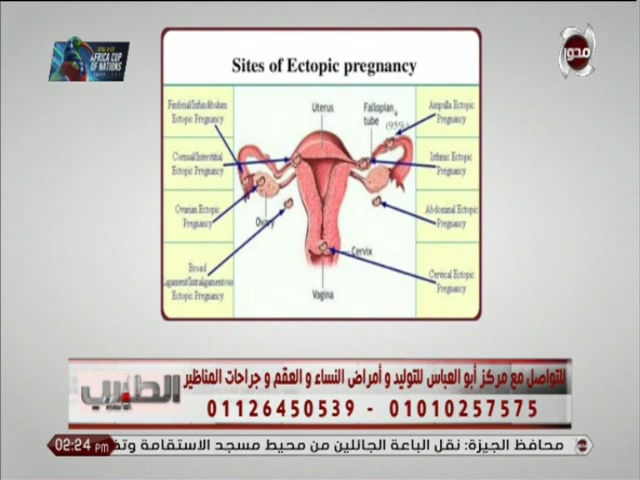 AFRICA CUP
OF NATIONS
محور
Sites of Ectopic pregnancy
Fimbrial/Infundibulum
Ectopic Pregnancy
Uterus
Fallopian
tube
(95%)
Ampulla Ectopic
Pregnancy
Cornual/Interstitial
Ectopic Pregnancy
Isthmic Ectopic
Pregnancy
Ovarian Ectopic
Pregnancy
Ovary
Abdominal Ectopic
Pregnancy
Broad
Ligament/Intraligamentous
Ectopic Pregnancy
Cervix
Cervical Ectopic
Pregnancy
Vagina
للتواصل مع مركز أبو العباس للتوليد و أمراض النساء و العقم و جراحات المناظير
الطبيب
01126450539 - 01010257575
محافظ الجيزة: نقل الباعة الجائلين من محيط مسجد الاستقامة
02:24 PM